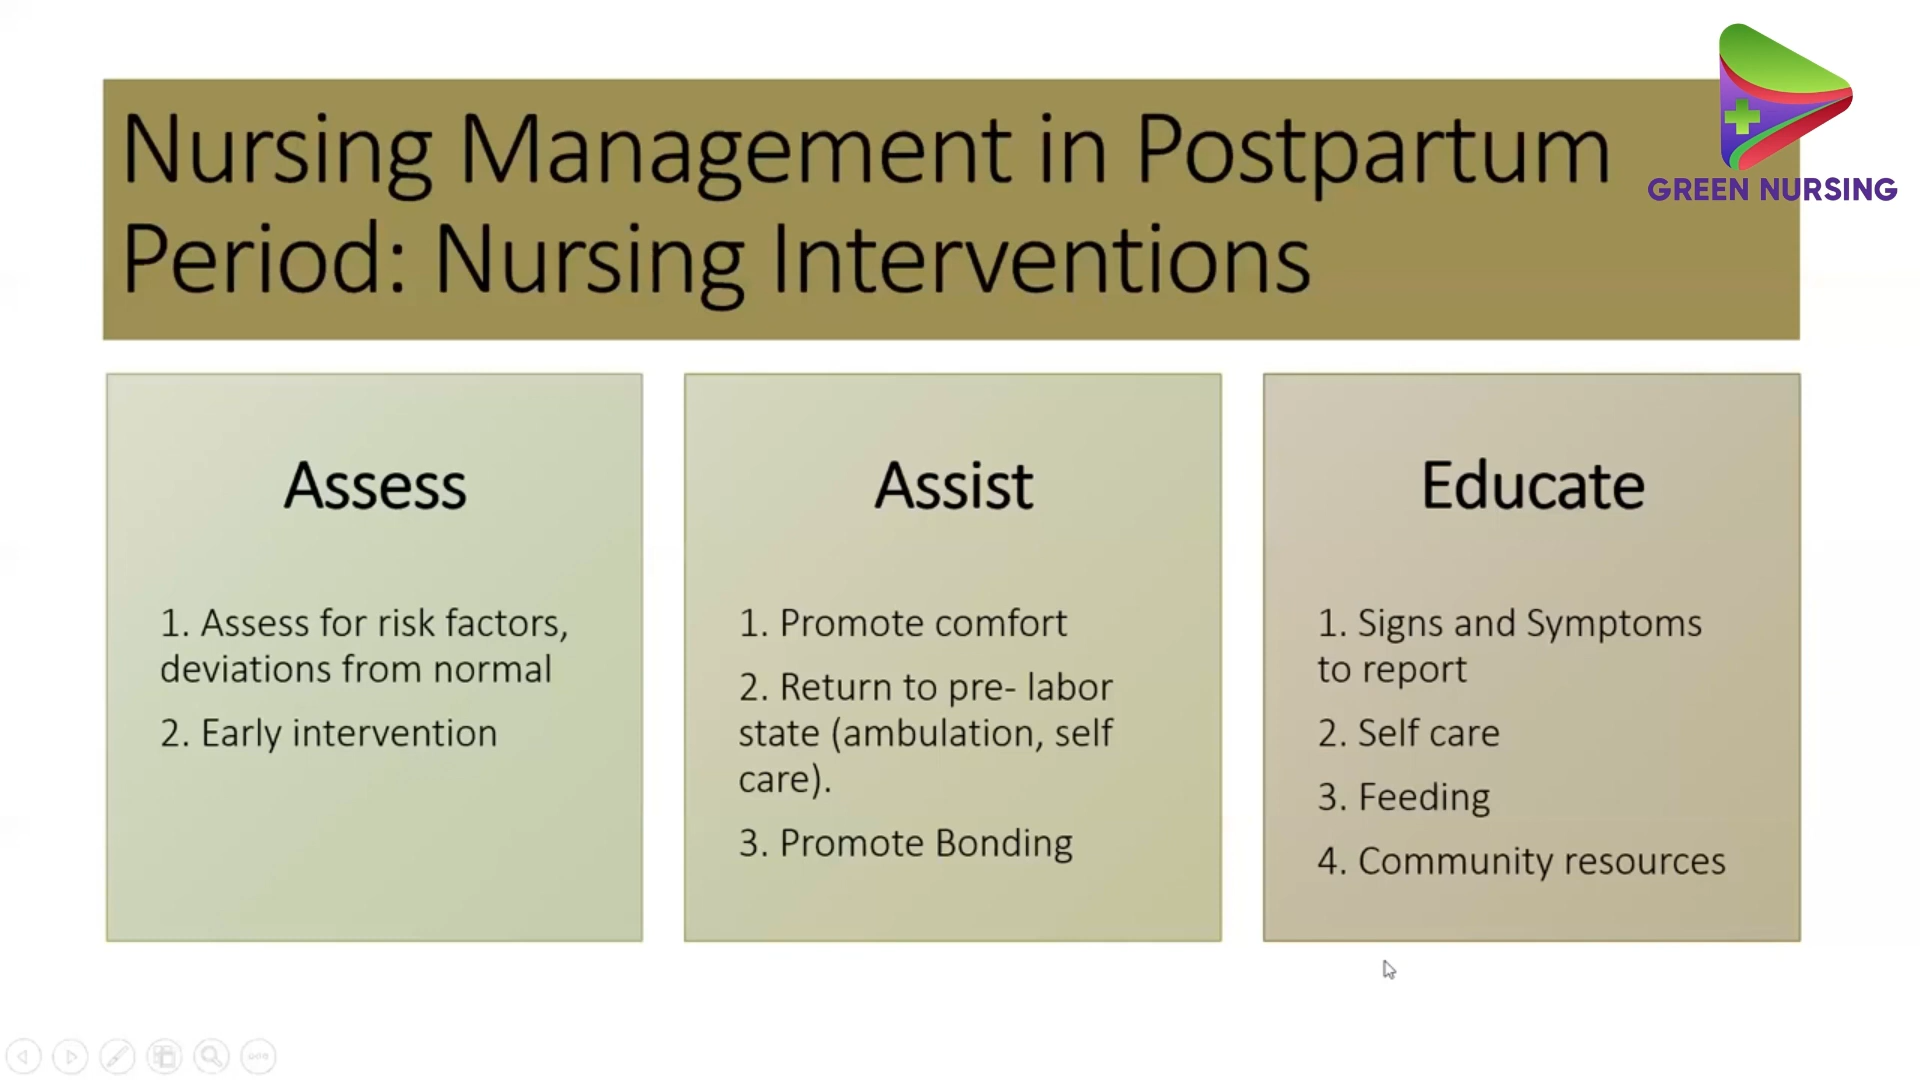 Nursing Management in Postpartum
Period: Nursing Interventions
GREEN NURSING
Assess
1. Assess for risk factors,
deviations from normal
2. Early intervention
Assist
1. Promote comfort
2. Return to pre- labor
state (ambulation, self
care).
3. Promote Bonding
Educate
1. Signs and Symptoms
to report
2. Self care
3. Feeding
4. Community resources